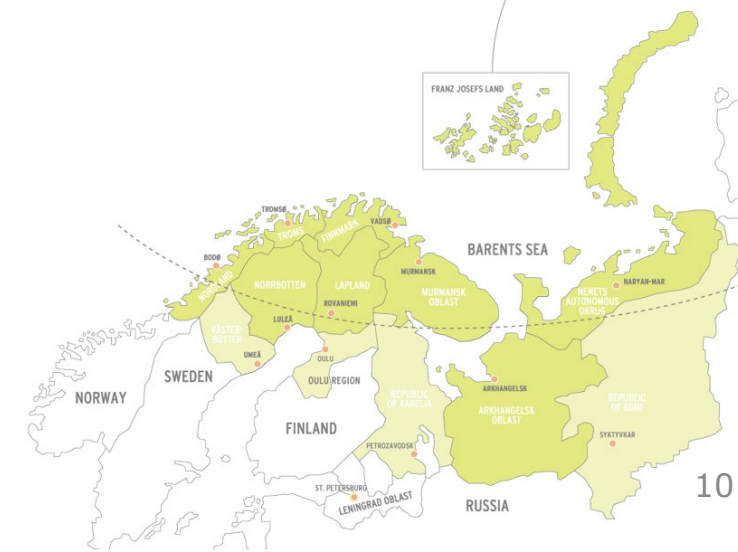 FRANZ JOSEFS LAND
TROMSØ
TROMS
FINNMARK
VADSØ
BARENTS SEA
BODØ
NORDLAND
MURMANSK
NORRBOTTEN
LAPLAND
MURMANSK
OBLAST
NARYAN-MAR
NENETS
AUTONOMOUS
OKRUG
ROVANIEMI
LULEÅ
VÄSTER-
BOTTEN
UMEÅ
OULU
OULU REGION
SWEDEN
NORWAY
FINLAND
REPUBLIC
OF KARELIA
ARKHANGELSK
ARKHANGELSK
OBLAST
REPUBLIC
OF KOMI
SYKTYVKAR
PETROZAVODSK
ST. PETERSBURG
LENINGRAD OBLAST
RUSSIA
10